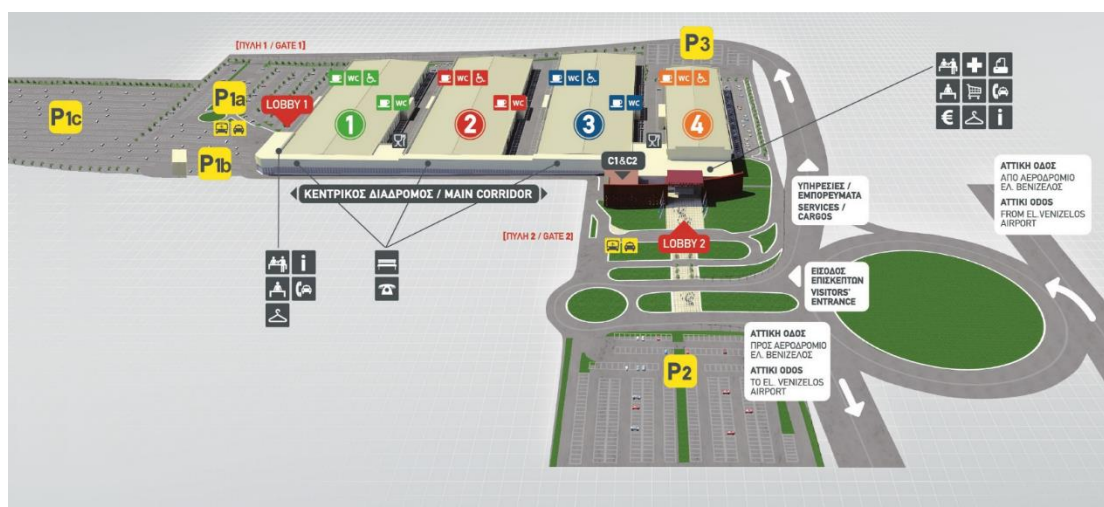 [ΠΥΛΗ 1 / GATE 1]
P3
P1a
LOBBY 1
WC
WC
WC
WC
1
WC
2
WC
3
WC
4
P1c
€
i
P1b
C1&C2
ΚΕΝΤΡΙΚΟΣ ΔΙΑΔΡΟΜΟΣ / MAIN CORRIDOR
ΥΠΗΡΕΣΙΕΣ /
ΕΜΠΟΡΕΥΜΑΤΑ
SERVICES /
CARGOS
ΑΤΤΙΚΗ ΟΔΟΣ
ΑΠΟ ΑΕΡΟΔΡΟΜΙΟ
ΕΛ. ΒΕΝΙΖΕΛΟΣ
ATTIKI ODOS
FROM EL.VENIZELOS
AIRPORT
[ΠΥΛΗ 2 / GATE 2]
LOBBY 2
i
ΕΙΣΟΔΟΣ
ΕΠΙΣΚΕΠΤΩΝ
VISITORS'
ENTRANCE
P2
ΑΤΤΙΚΗ ΟΔΟΣ
ΠΡΟΣ ΑΕΡΟΔΡΟΜΙΟ
ΕΛ. ΒΕΝΙΖΕΛΟΣ
ATTIKI ODOS
TO EL. VENIZELOS
AIRPORT